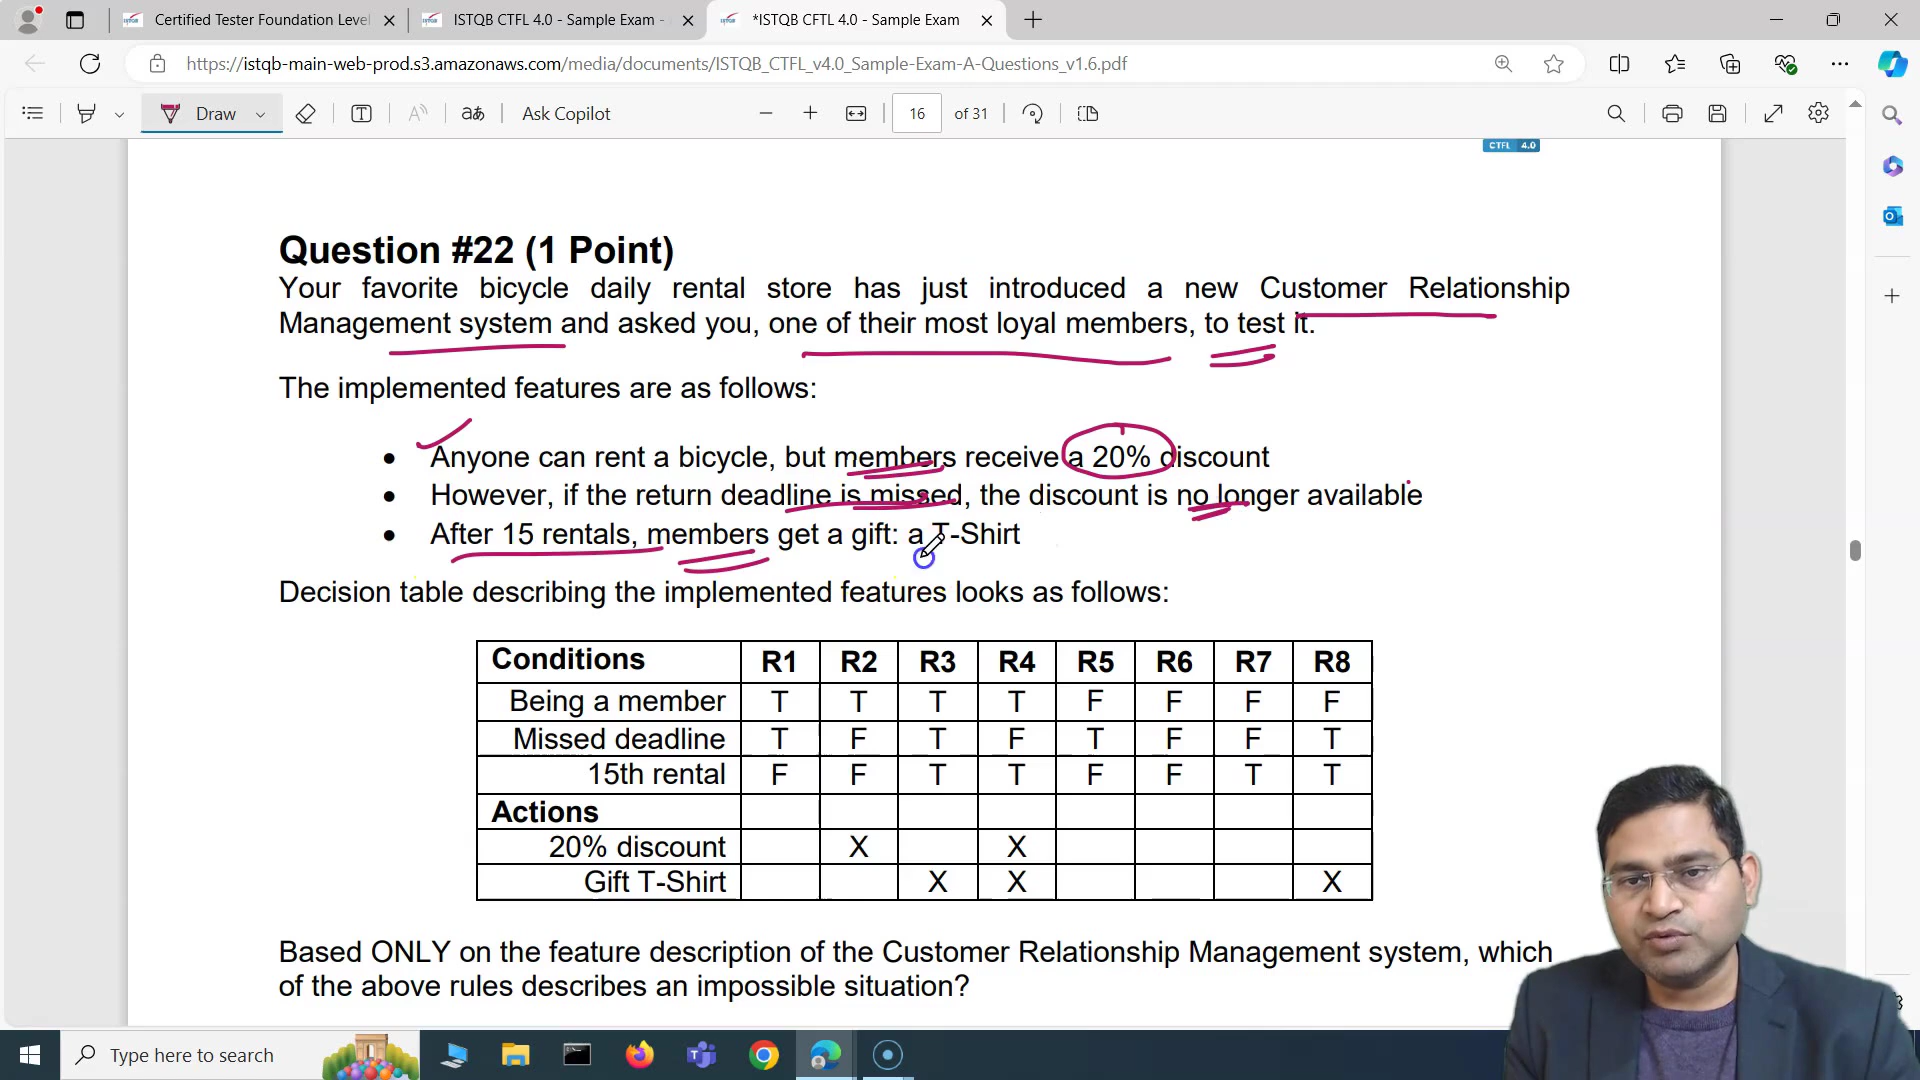 Certified Tester Foundation Level
ISTQB CTFL 4.0 - Sample Exam -
*ISTQB CFTL 4.0 - Sample Exam
https://istqb-main-web-prod.s3.amazonaws.com/media/documents/ISTQB_CTFL_v4.0_Sample-Exam-A-Questions_v1.6.pdf
Draw
aあ
Ask Copilot
16 of 31
CTFL 4.0
Question #22 (1 Point)
Your favorite bicycle daily rental store has just introduced a new Customer Relationship
Management system and asked you, one of their most loyal members, to test it.
The implemented features are as follows:
• Anyone can rent a bicycle, but members receive a 20% discount
• However, if the return deadline is missed, the discount is no longer available
• After 15 rentals, members get a gift: a T-Shirt
Decision table describing the implemented features looks as follows:
Conditions R1 R2 R3 R4 R5 R6 R7 R8
Being a member T T T T F F F F
Missed deadline T F T F T F F T
15th rental F F T T F F T T
Actions
20% discount X X
Gift T-Shirt X X X
Based ONLY on the feature description of the Customer Relationship Management system, which
of the above rules describes an impossible situation?
Type here to search